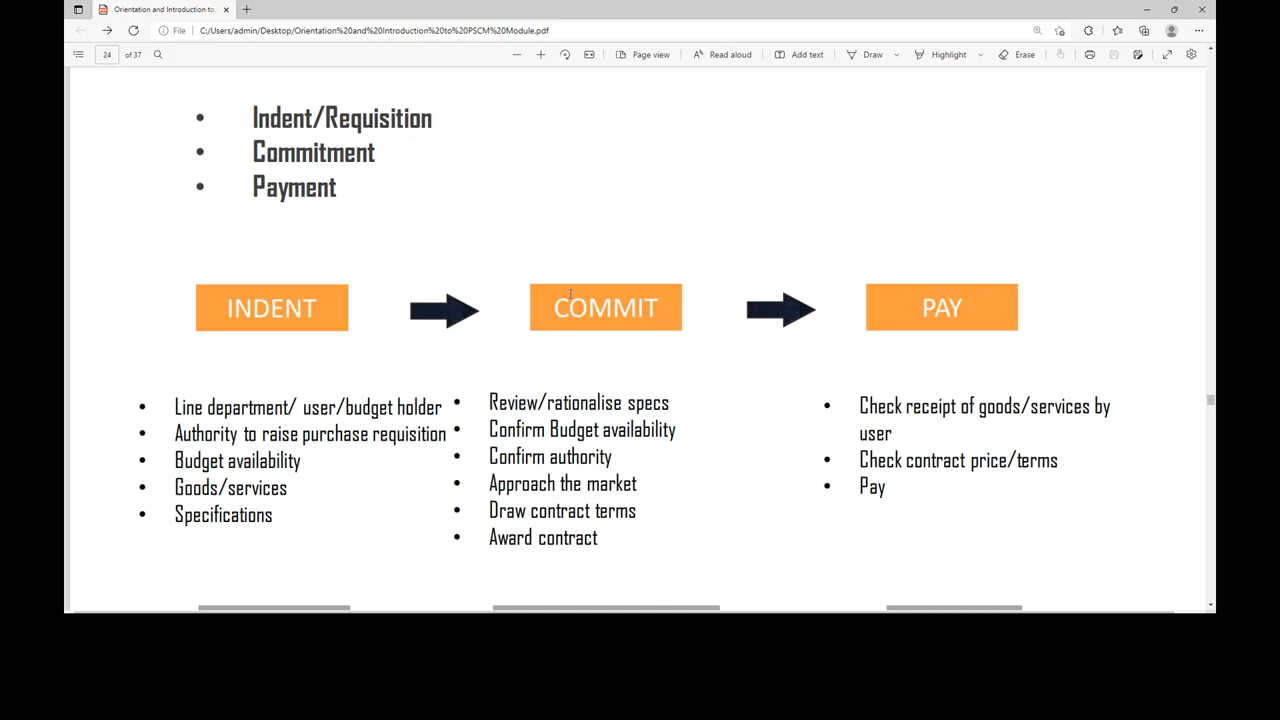 Orientation and Introduction to
File
C:/Users/admin/Desktop/Orientation%20and%20Introduction%20to%20PSCM%20Module.pdf
24 of 37
Page view
Read aloud
Add text
Draw
Highlight
Erase
• Indent/Requisition
• Commitment
• Payment
INDENT
COMMIT
PAY
• Line department/ user/budget holder
• Authority to raise purchase requisition
• Budget availability
• Goods/services
• Specifications
• Review/rationalise specs
• Confirm Budget availability
• Confirm authority
• Approach the market
• Draw contract terms
• Award contract
• Check receipt of goods/services by
user
• Check contract price/terms
• Pay